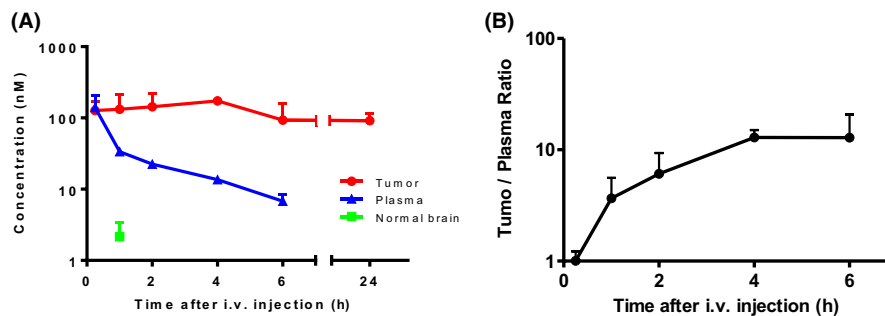 (A)
Concentration (nM)
1000
100
10
1
Tumor
Plasma
Normal brain
0 2 4 6 24
Time after i.v. injection (h)
(B)
Tumo / Plasma Ratio
100
10
1
0 2 4 6
Time after i.v. injection (h)